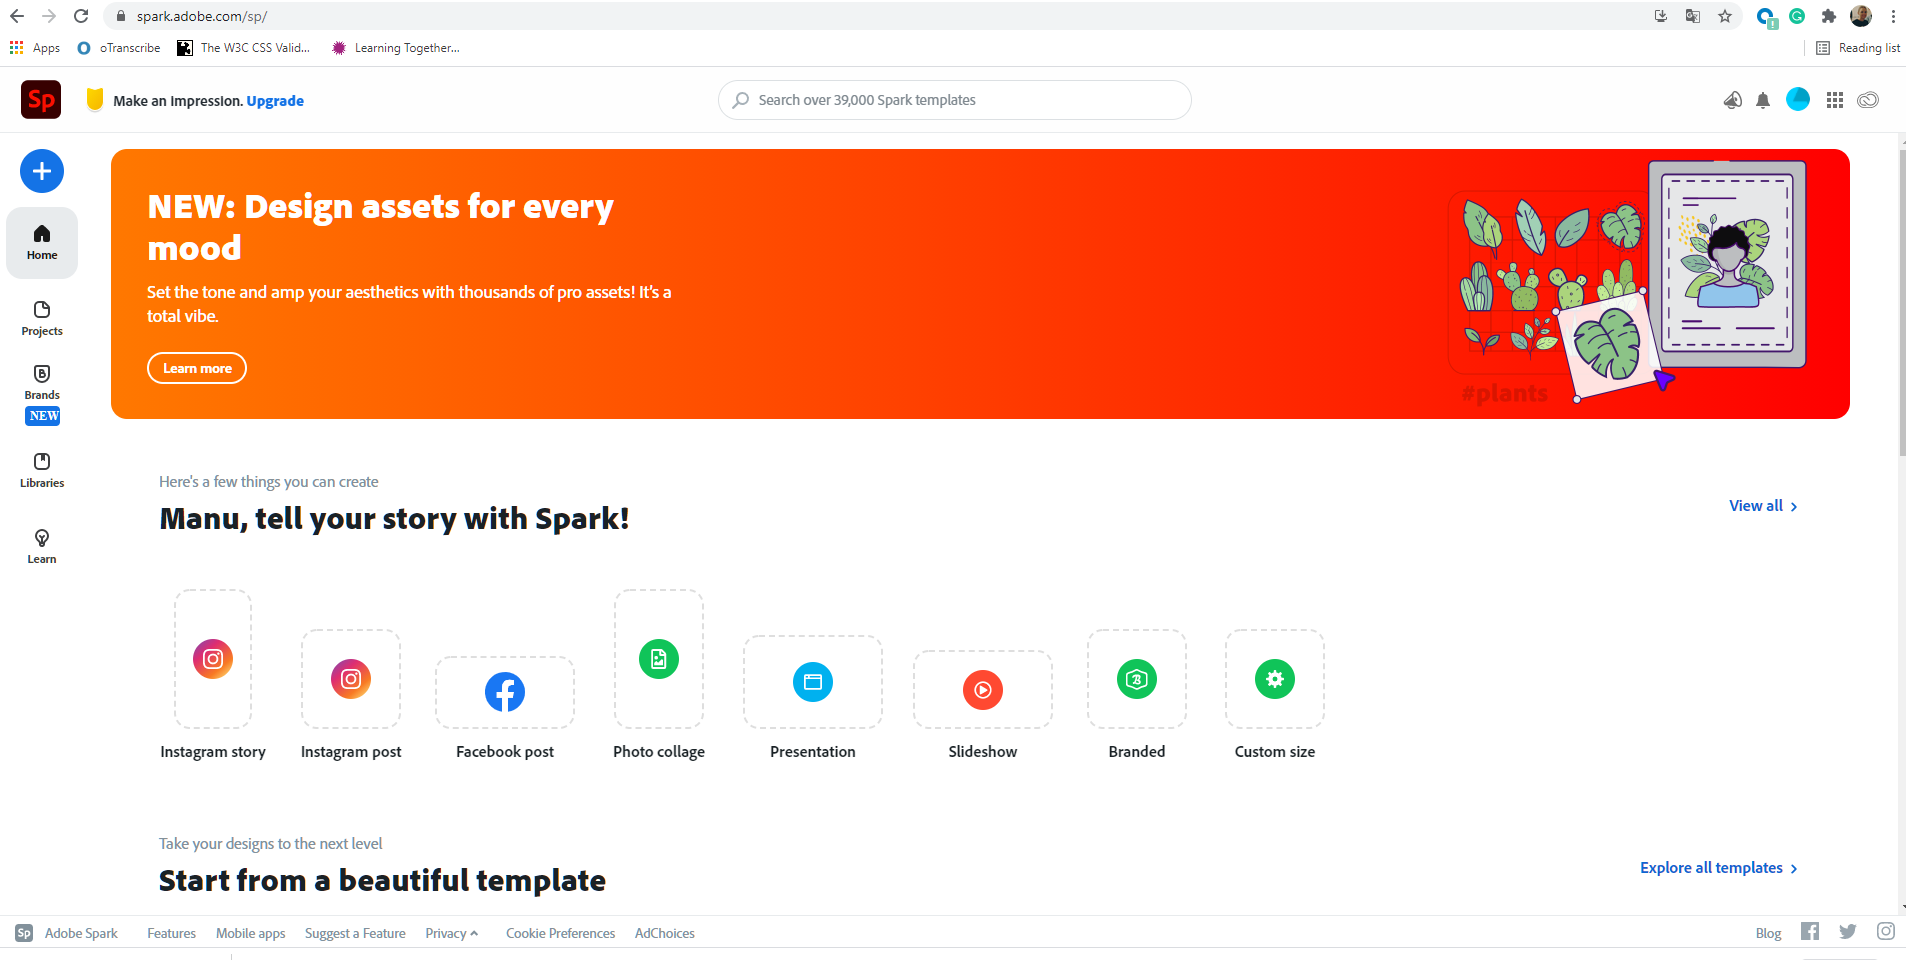 spark.adobe.com/sp/
Apps
oTranscribe
The W3C CSS Valid...
Learning Together...
Reading list
Sp
Make an Impression. Upgrade
Search over 39,000 Spark templates
Home
Projects
Brands
NEW
Libraries
Learn
NEW: Design assets for every
mood
Set the tone and amp your aesthetics with thousands of pro assets! It's a
total vibe.
Learn more
#plants
Here's a few things you can create
Manu, tell your story with Spark!
View all
Instagram story
Instagram post
Facebook post
Photo collage
Presentation
Slideshow
Branded
Custom size
Take your designs to the next level
Start from a beautiful template
Explore all templates
Sp Adobe Spark
Features
Mobile apps
Suggest a Feature
Privacy
Cookie Preferences
AdChoices
Blog